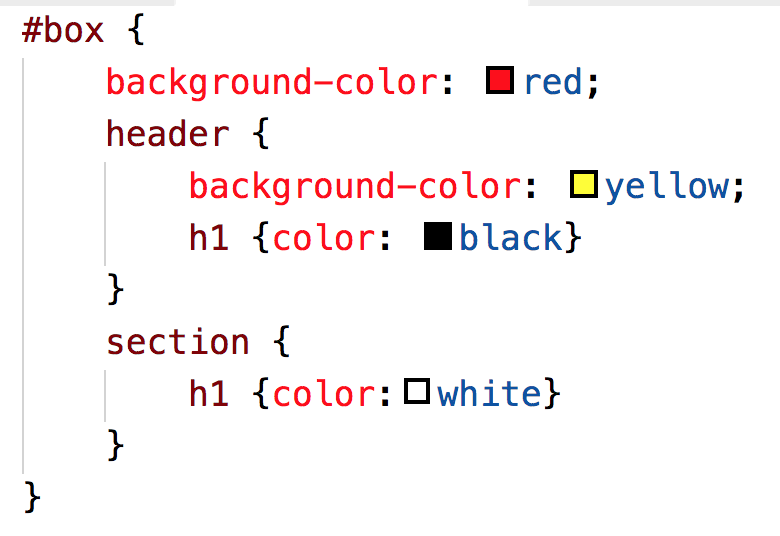 #box {
background-color: red;
header {
background-color: yellow;
h1 {color: black}
}
section {
h1 {color: white}
}
}